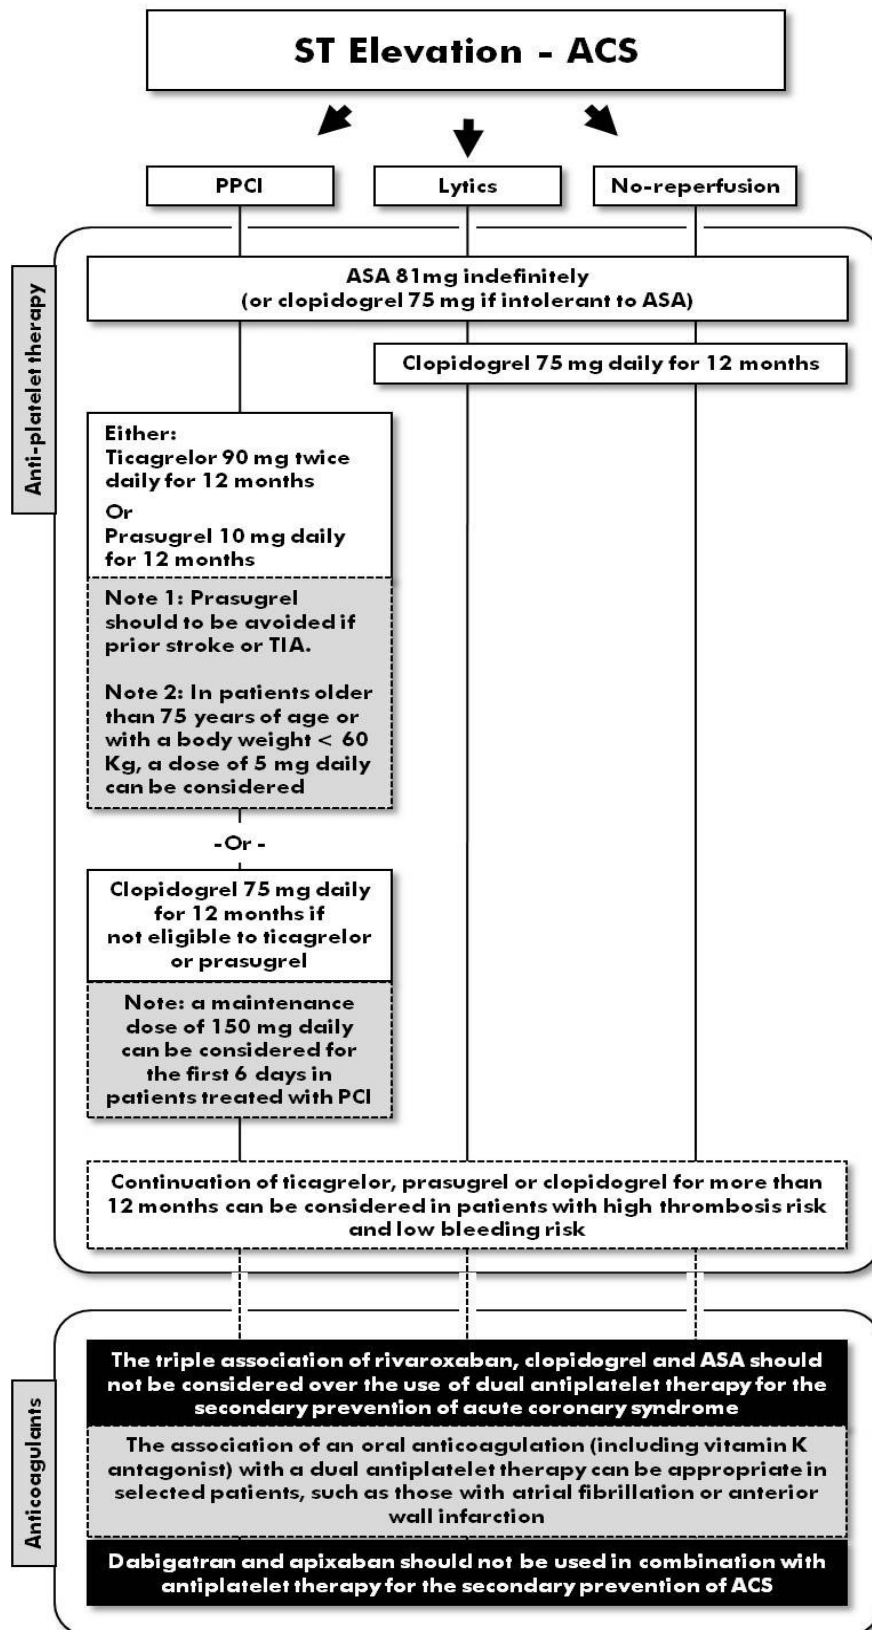 ST Elevation - ACS
PPCI
Lytics
No-reperfusion
Anti-platelet therapy
ASA 81mg indefinitely
(or clopidogrel 75 mg if intolerant to ASA)
Clopidogrel 75 mg daily for 12 months
Either:
Ticagrelor 90 mg twice
daily for 12 months
Or
Prasugrel 10 mg daily
for 12 months
Note 1: Prasugrel
should to be avoided if
prior stroke or TIA.
Note 2: In patients older
than 75 years of age or
with a body weight < 60
Kg, a dose of 5 mg daily
can be considered
-Or -
Clopidogrel 75 mg daily
for 12 months if
not eligible to ticagrelor
or prasugrel
Note: a maintenance
dose of 150 mg daily
can be considered for
the first 6 days in
patients treated with PCI
Continuation of ticagrelor, prasugrel or clopidogrel for more than
12 months can be considered in patients with high thrombosis risk
and low bleeding risk
Anticoagulants
The triple association of rivaroxaban, clopidogrel and ASA should
not be considered over the use of dual antiplatelet therapy for the
secondary prevention of acute coronary syndrome
The association of an oral anticoagulation (including vitamin K
antagonist) with a dual antiplatelet therapy can be appropriate in
selected patients, such as those with atrial fibrillation or anterior
wall infarction
Dabigatran and apixaban should not be used in combination with
antiplatelet therapy for the secondary prevention of ACS